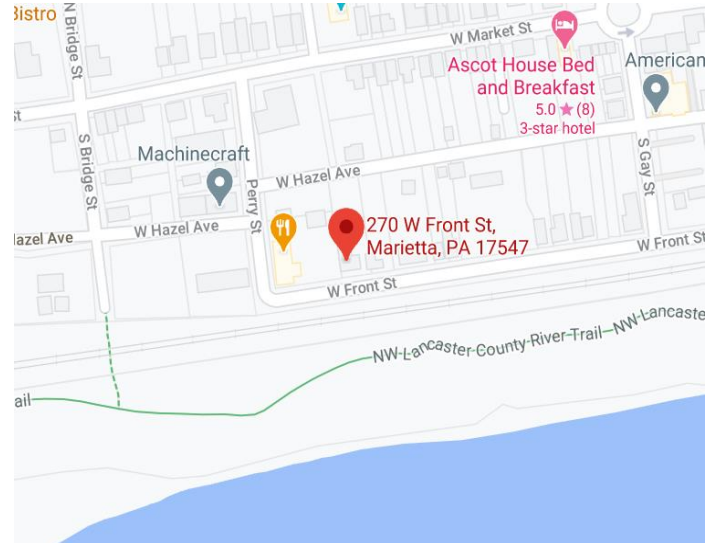 Bistro
N Bridge St
W Market St
Ascot House Bed
and Breakfast
5.0 ★ (8)
3-star hotel
American
st
S Bridge St
Machinecraft
Perry St
W Hazel Ave
S Gay St
Hazel Ave
W Hazel Ave
270 W Front St,
Marietta, PA 17547
W Front St
W Front St
NW-Lancaster-County-River Trail
NW-Lancaste
ail